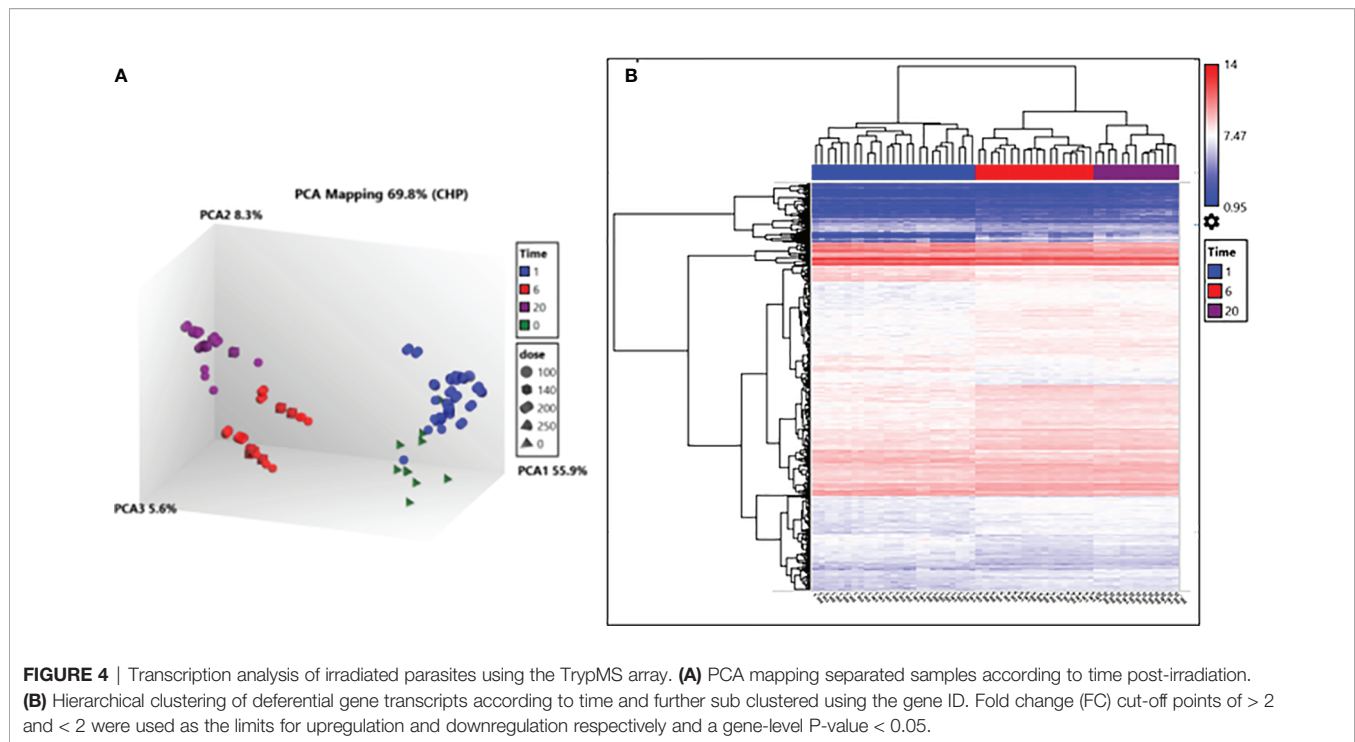 A
PCA Mapping 69.8% (CHP)
PCA2 8.3%
PCA1 55.9%
PCA3 5.6%
Time
1
6
20
0
dose
100
140
200
250
0
B
14
7.47
0.95
Time
1
6
20
FIGURE 4 | Transcription analysis of irradiated parasites using the TrypMS array. (A) PCA mapping separated samples according to time post-irradiation.
(B) Hierarchical clustering of deferential gene transcripts according to time and further sub clustered using the gene ID. Fold change (FC) cut-off points of > 2
and < 2 were used as the limits for upregulation and downregulation respectively and a gene-level P-value < 0.05.